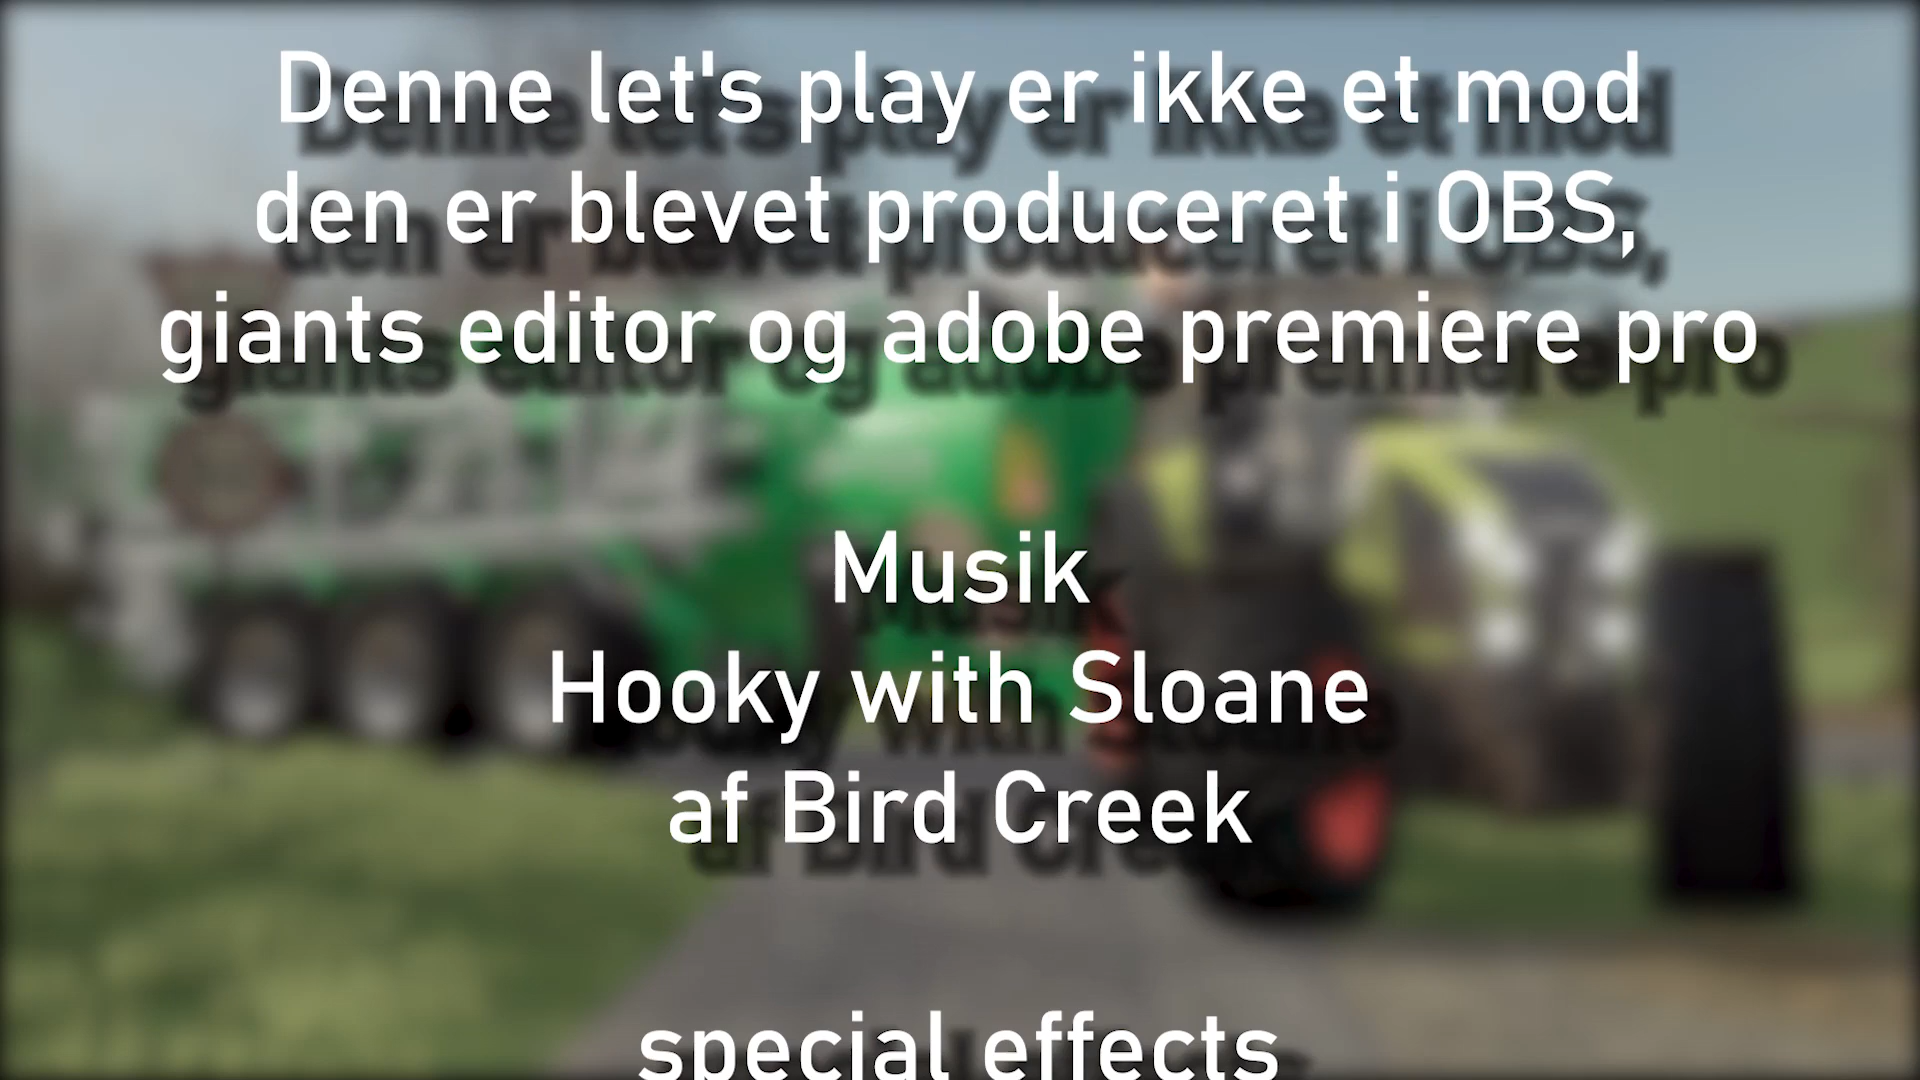 Denne let's play er ikke et mod
den er blevet produceret i OBS,
giants editor og adobe premiere pro
Musik
Hooky with Sloane
af Bird Creek
special effects